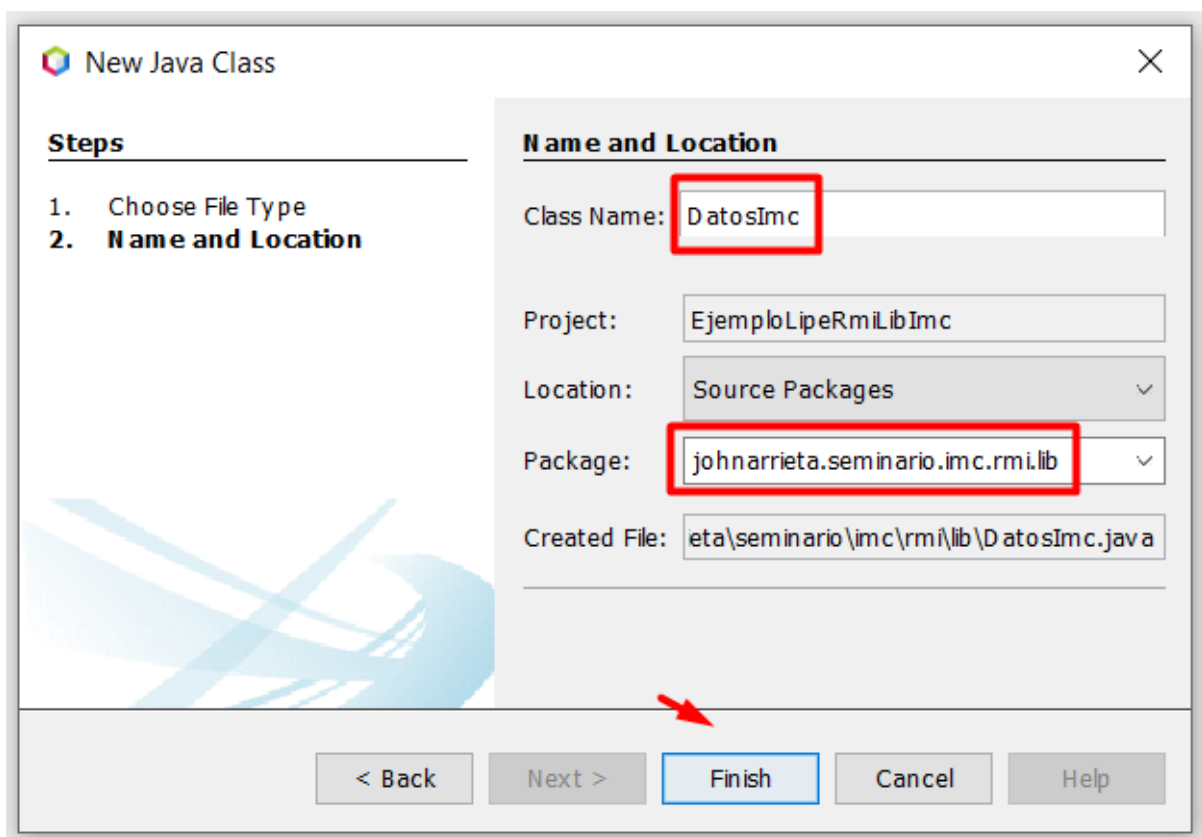 New Java Class
Steps
1. Choose File Type
2. Name and Location
Name and Location
Class Name: DatosImc
Project: EjemploLipeRmiLibImc
Location: Source Packages
Package: johnarrieta.seminario.imc.rmi.lib
Created File: eta\seminario\imc\rmi\lib\DatosImc.java
< Back Next > Finish Cancel Help